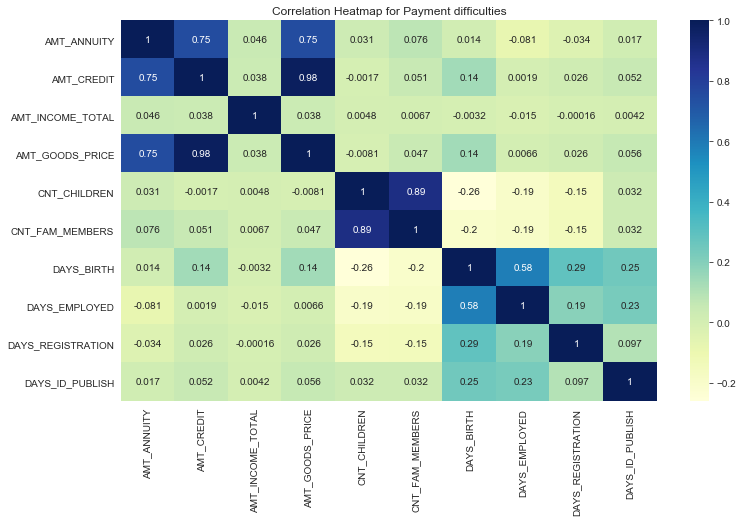 Correlation Heatmap for Payment difficulties
AMT_ANNUITY 1 0.75 0.046 0.75 0.031 0.076 0.014 -0.081 -0.034 0.017
AMT_CREDIT 0.75 1 0.038 0.98 -0.0017 0.051 0.14 0.0019 0.026 0.052
AMT_INCOME_TOTAL 0.046 0.038 1 0.038 0.0048 0.0067 -0.0032 -0.015 -0.00016 0.0042
AMT_GOODS_PRICE 0.75 0.98 0.038 1 -0.0081 0.047 0.14 0.0066 0.026 0.056
CNT_CHILDREN 0.031 -0.0017 0.0048 -0.0081 1 0.89 -0.26 -0.19 -0.15 0.032
CNT_FAM_MEMBERS 0.076 0.051 0.0067 0.047 0.89 1 -0.2 -0.19 -0.15 0.032
DAYS_BIRTH 0.014 0.14 -0.0032 0.14 -0.26 -0.2 1 0.58 0.29 0.25
DAYS_EMPLOYED -0.081 0.0019 -0.015 0.0066 -0.19 -0.19 0.58 1 0.19 0.23
DAYS_REGISTRATION -0.034 0.026 -0.00016 0.026 -0.15 -0.15 0.29 0.19 1 0.097
DAYS_ID_PUBLISH 0.017 0.052 0.0042 0.056 0.032 0.032 0.25 0.23 0.097 1
AMT_ANNUITY
AMT_CREDIT
AMT_INCOME_TOTAL
AMT_GOODS_PRICE
CNT_CHILDREN
CNT_FAM_MEMBERS
DAYS_BIRTH
DAYS_EMPLOYED
DAYS_REGISTRATION
DAYS_ID_PUBLISH
1.0
0.8
0.6
0.4
0.2
0.0
−0.2